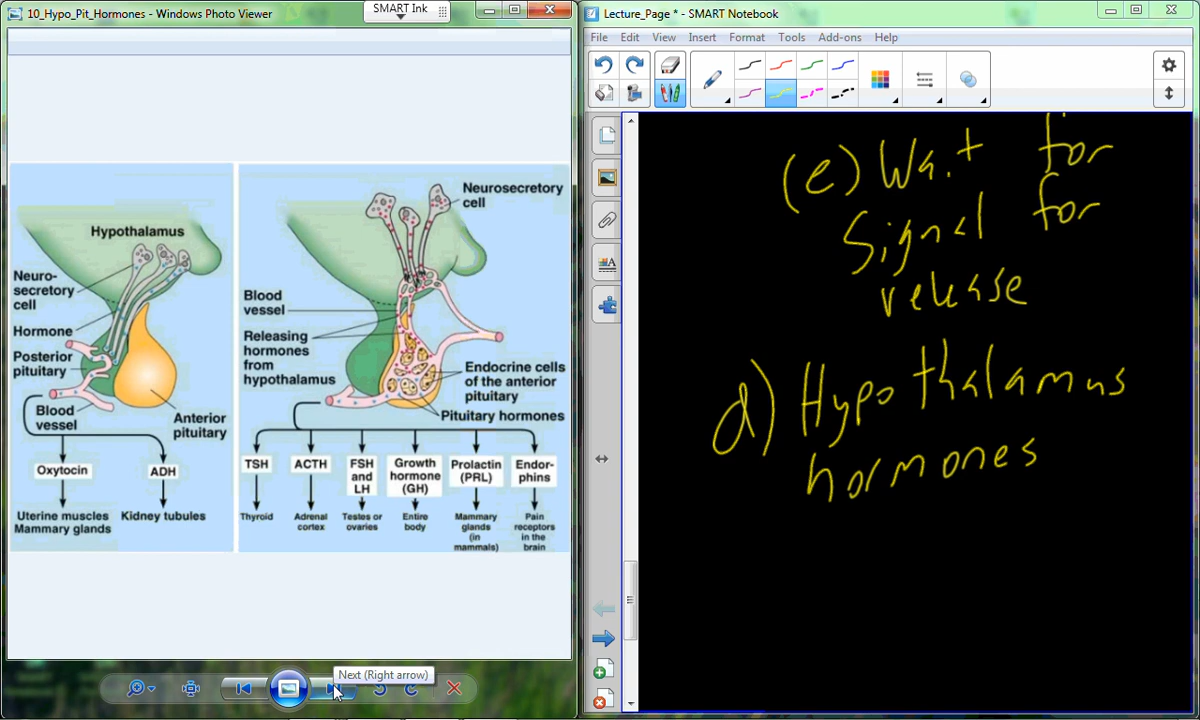 10_Hypo_Pit_Hormones - Windows Photo Viewer
SMART Ink
Hypothalamus
Neuro-
secretory
cell
Hormone
Posterior
pituitary
Blood
vessel
Anterior
pituitary
Oxytocin
ADH
Uterine muscles
Mammary glands
Kidney tubules
Neurosecretory
cell
Blood
vessel
Releasing
hormones
from
hypothalamus
Endocrine cells
of the anterior
pituitary
Pituitary hormones
TSH
ACTH
FSH
and
LH
Growth
hormone
(GH)
Prolactin
(PRL)
Endor-
phins
Thyroid
Adrenal
cortex
Testes or
ovaries
Entire
body
Mammary
glands
(in
mammals)
Pain
receptors
in the
brain
Next (Right arrow)
Lecture_Page * - SMART Notebook
File Edit View Insert Format Tools Add-ons Help
(e) Wait for
Signal for
release
d) Hypothalamus
hormones